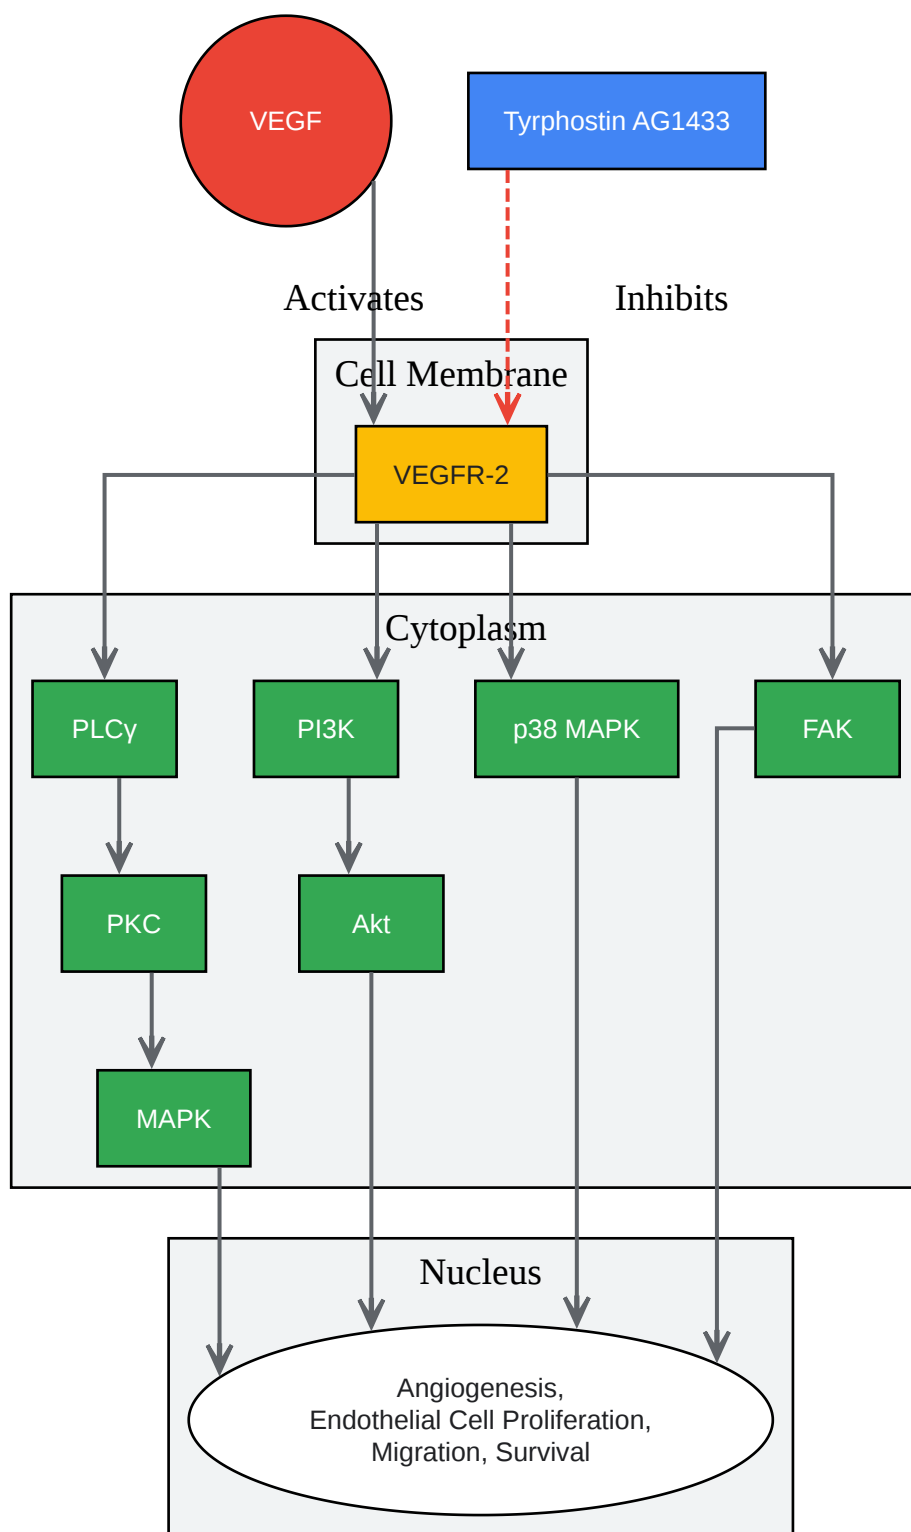 VEGF
Tyrphostin AG1433
Activates
Inhibits
Cell Membrane
VEGFR-2
Cytoplasm
PLCγ
PI3K
p38 MAPK
FAK
PKC
Akt
MAPK
Nucleus
Angiogenesis,
Endothelial Cell Proliferation,
Migration, Survival